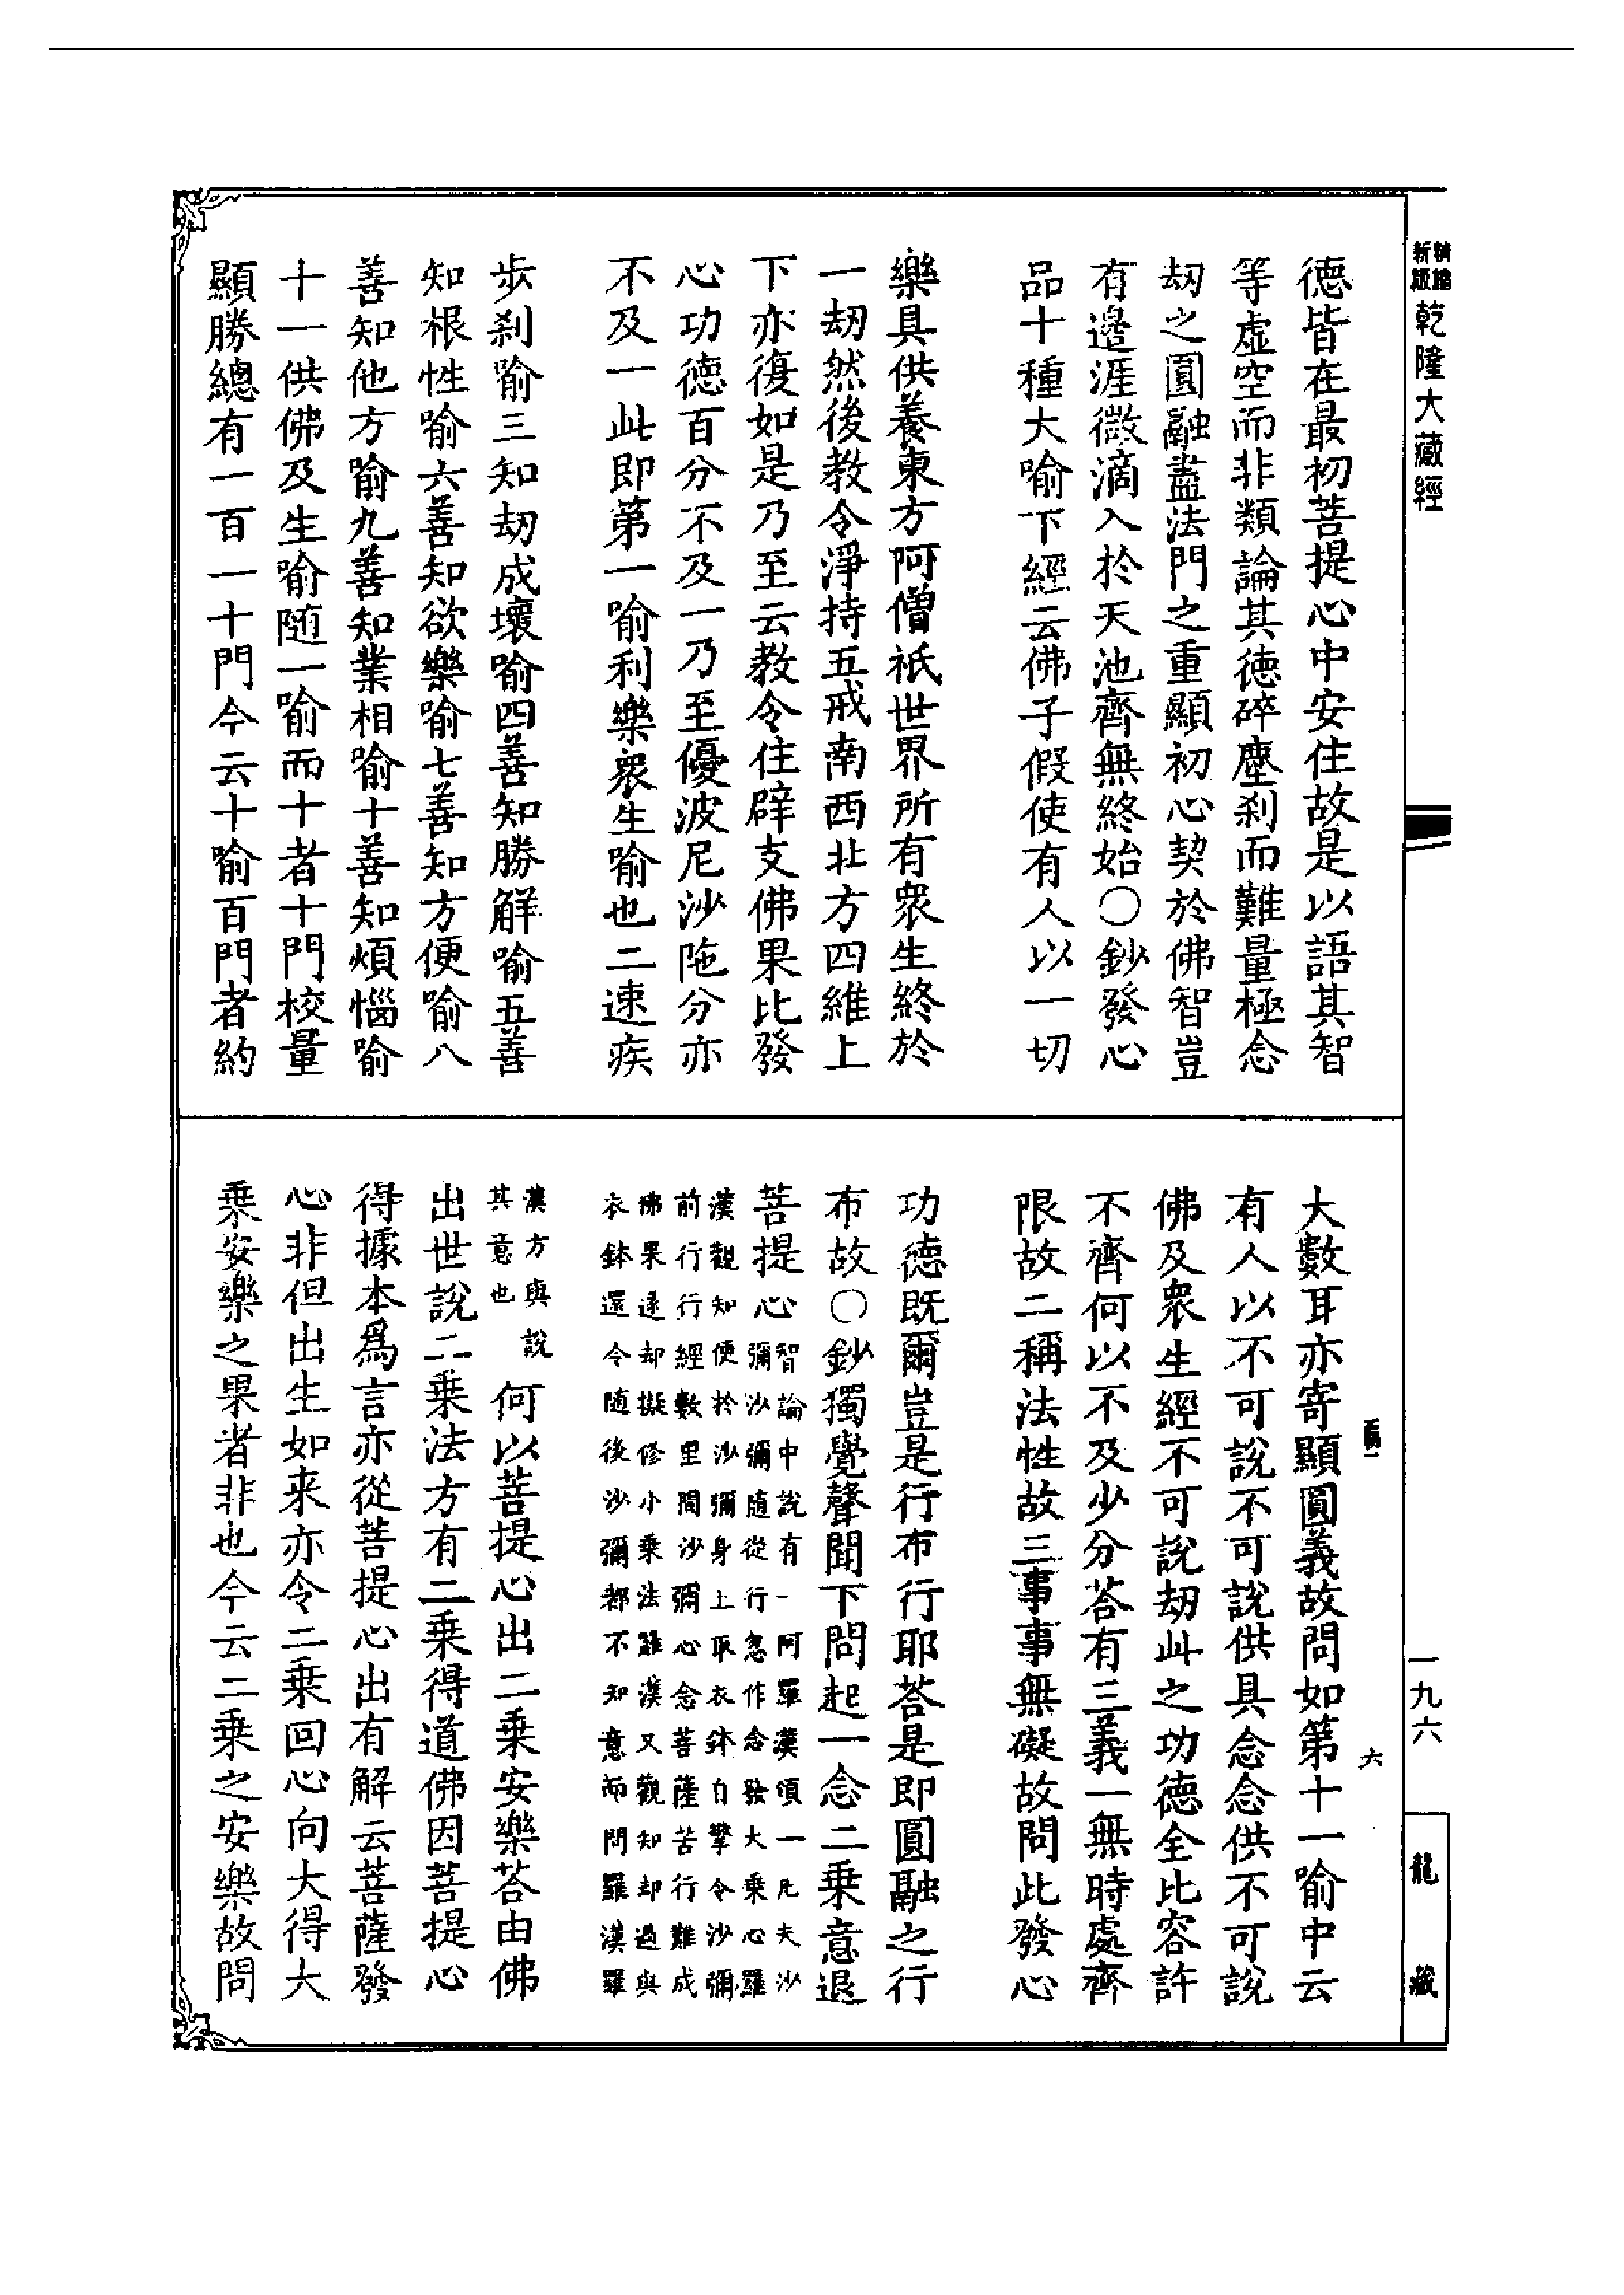 精縮新版乾隆大藏經
德皆在最初菩提心中安住故是以語其智
等虛空而非類論其德碎塵剎而難量極念
刧之圓融盡法門之重顯初心契於佛智豈
有邊涯微滴入於天池齊無終始〇鈔發心
品十種大喻下經云佛子假使有人以一切
樂具供養東方阿僧祇世界所有衆生終於
一刧然後教令淨持五戒南西北方四維上
下亦復如是乃至云教令住辟支佛果比發
心功德百分不及一乃至優波尼沙陁分亦
不及一此即第一喻利樂衆生喻也二速疾
步剎喻三知刧成壞喻四善知勝解喻五善
知根性喻六善知欲樂喻七善知方便喻八
善知他方喻九善知業相喻十善知煩惱喻
十一供佛及生喻随一喻而十者十門校量
顯勝總有一百一十門今云十喻百門者約
大數耳亦寄顯圓義故問如第十一喻中云
有人以不可說不可說供具念念供不可說
佛及衆生經不可說刧此之功德全比容許
不齊何以不及少分荅有三義一無時處齊
限故二稱法性故三事事無礙故問此發心
功德既爾豈是行布行耶荅是即圓融之行
布故〇鈔獨覺聲聞下問起一念二乘意退
菩提心智論中說有一阿羅漢領一凡夫沙
彌沙彌随從行次忽作念發大乘心羅
漢觀知便於沙彌身上取衣鉢自擎令沙彌
前行行經數里間沙彌心念菩薩苦行難成
佛果遂却擬修小乘法羅漢又觀知却過與
衣鉢還令随後沙彌都不知意而問羅漢羅
漢方與說
其意也
何以菩提心出二乘安樂荅由佛
出世說二乘法方有二乘得道佛因菩提心
得據本爲言亦從菩提心出有解云菩薩發
心非但出生如来亦令二乘回心向大得大
乘安樂之果者非也今云二乘之安樂故問
一九六
六
龍藏